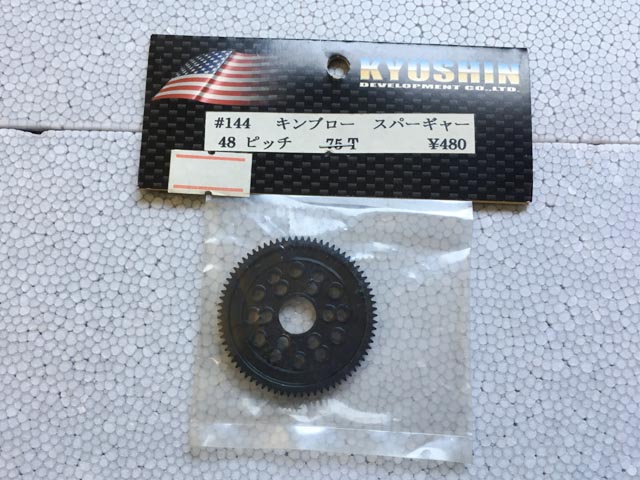 KYOSHIN
DEVELOPMENT CO.,LTD.
#144 キンブロー スパーギャー
48 ピッチ 75 T ¥480